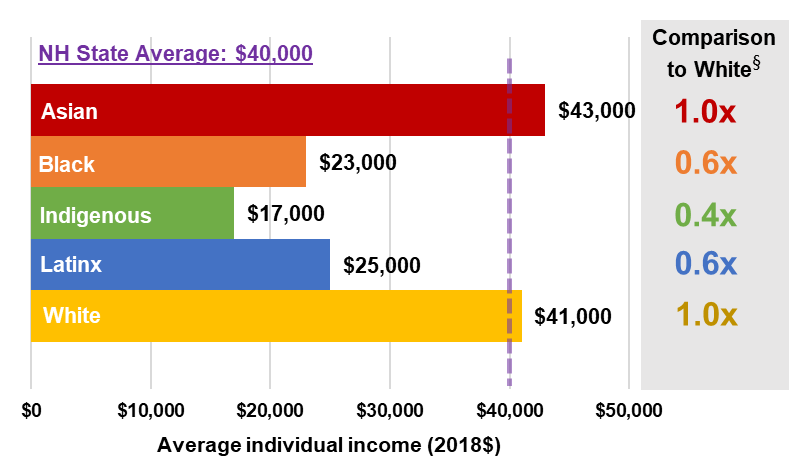 NH State Average: $40,000
Comparison
to White§
Asian $43,000 1.0x
Black $23,000 0.6x
Indigenous $17,000 0.4x
Latinx $25,000 0.6x
White $41,000 1.0x
$0 $10,000 $20,000 $30,000 $40,000 $50,000
Average individual income (2018$)